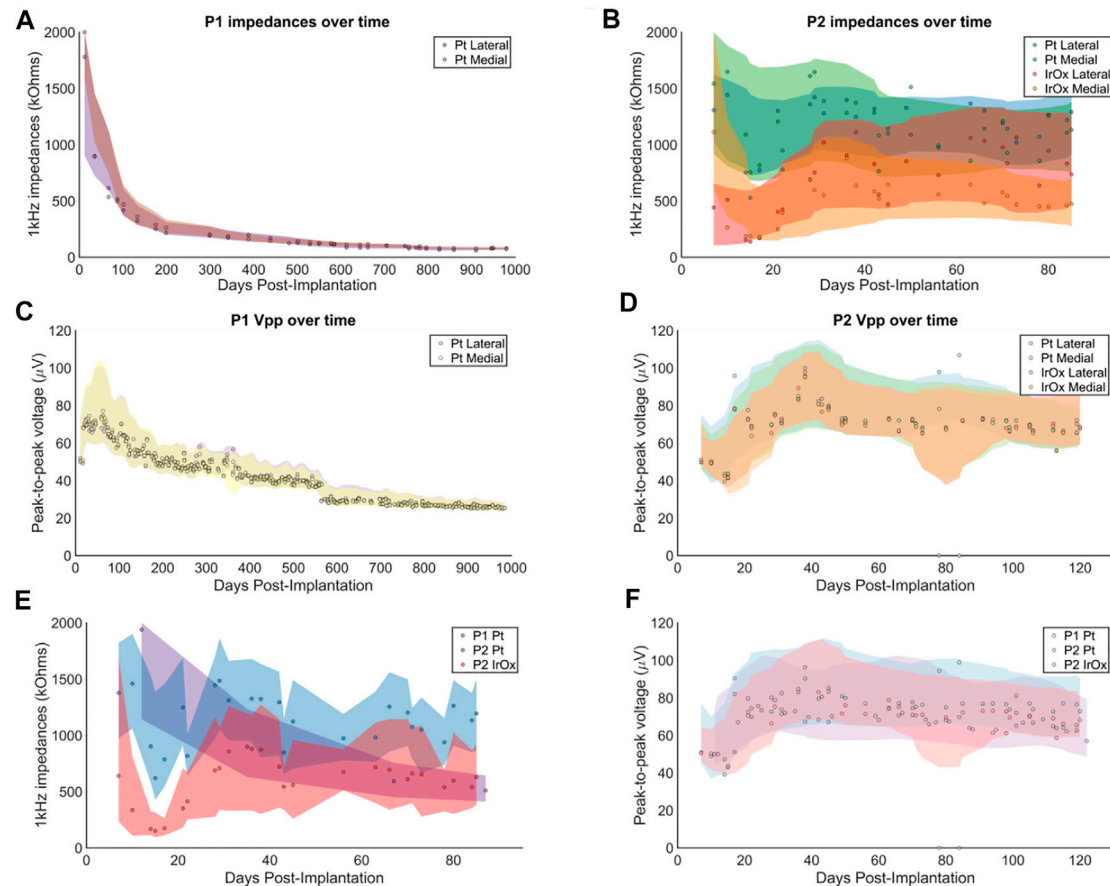 A
P1 impedances over time
2000
1500
1000
500
0
1kHz impedances (kOhms)
Pt Lateral
Pt Medial
0 100 200 300 400 500 600 700 800 900 1000
Days Post-Implantation
B
P2 impedances over time
2000
1500
1000
500
0
1kHz impedances (kOhms)
Pt Lateral
Pt Medial
IrOx Lateral
IrOx Medial
0 20 40 60 80
Days Post-Implantation
C
P1 Vpp over time
120
100
80
60
40
20
0
Peak-to-peak voltage (μV)
Pt Lateral
Pt Medial
0 100 200 300 400 500 600 700 800 900 1000
Days Post-Implantation
D
P2 Vpp over time
120
100
80
60
40
20
0
Peak-to-peak voltage (μV)
Pt Lateral
Pt Medial
IrOx Lateral
IrOx Medial
0 20 40 60 80 100 120
Days Post-Implantation
E
2000
1500
1000
500
0
1kHz impedances (kOhms)
P1 Pt
P2 Pt
P2 IrOx
0 20 40 60 80
Days Post-Implantation
F
120
100
80
60
40
20
0
Peak-to-peak voltage (μV)
P1 Pt
P2 Pt
P2 IrOx
0 20 40 60 80 100 120
Days Post-Implantation